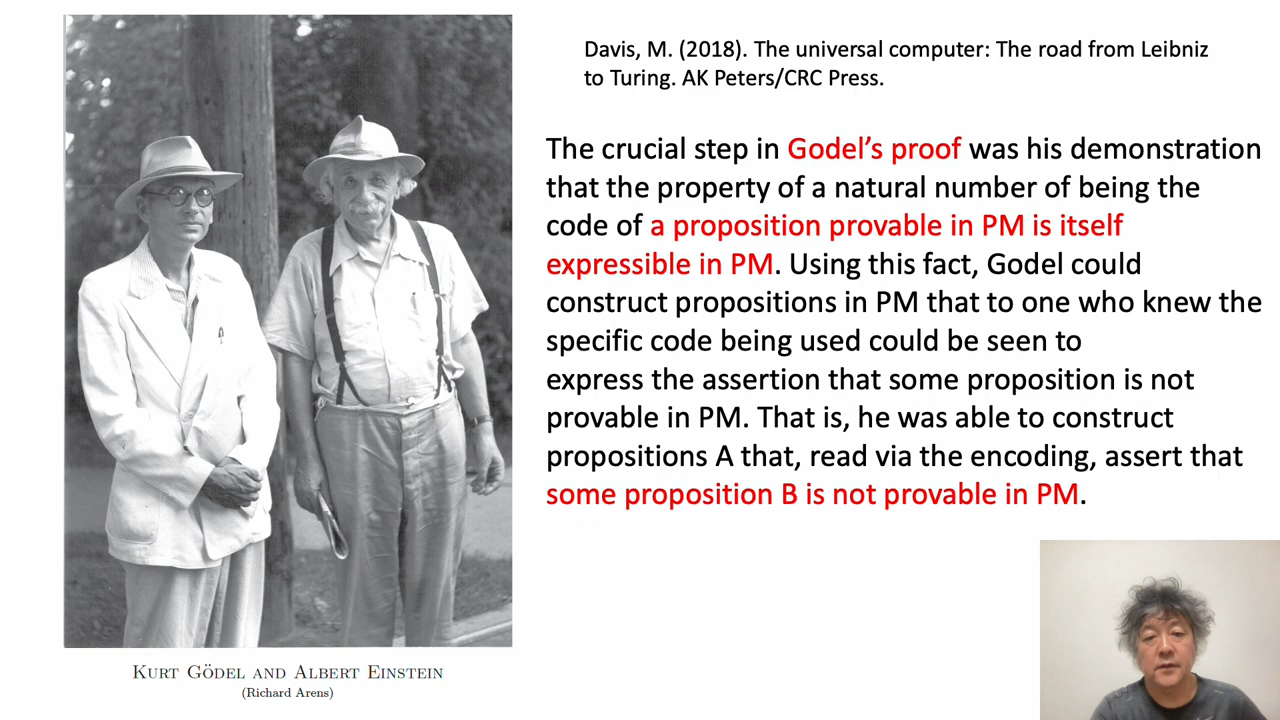 Davis, M. (2018). The universal computer: The road from Leibniz
to Turing. AK Peters/CRC Press.
The crucial step in Godel’s proof was his demonstration
that the property of a natural number of being the
code of a proposition provable in PM is itself
expressible in PM. Using this fact, Godel could
construct propositions in PM that to one who knew the
specific code being used could be seen to
express the assertion that some proposition is not
provable in PM. That is, he was able to construct
propositions A that, read via the encoding, assert that
some proposition B is not provable in PM.
Kurt Gödel and Albert Einstein
(Richard Arens)